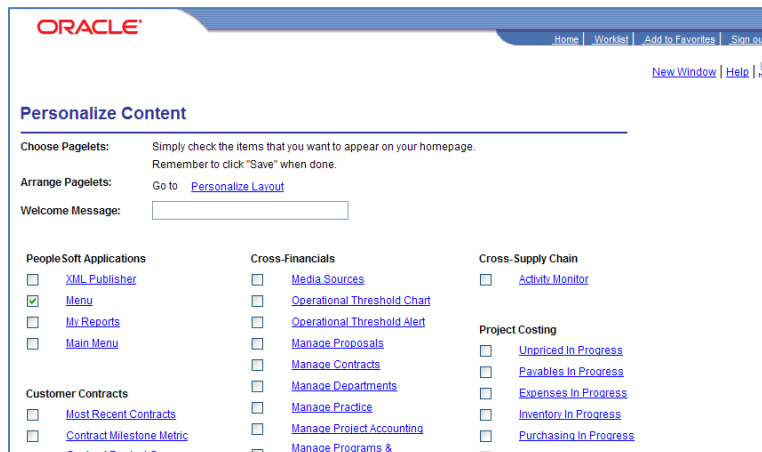 ORACLE
Home | Worklist | Add to Favorites | Sign
New Window | Help |
Personalize Content
Choose Pagelets: Simply check the items that you want to appear on your homepage.
Remember to click "Save" when done.
Arrange Pagelets: Go to Personalize Layout
Welcome Message:
PeopleSoft Applications
XML Publisher
Menu
My Reports
Main Menu
Customer Contracts
Most Recent Contracts
Contract Milestone Metric
Cross-Financials
Media Sources
Operational Threshold Chart
Operational Threshold Alert
Manage Proposals
Manage Contracts
Manage Departments
Manage Practice
Manage Project Accounting
Manage Programs &
Cross-Supply Chain
Activity Monitor
Project Costing
Unpriced In Progress
Payables In Progress
Expenses In Progress
Inventory In Progress
Purchasing In Progress